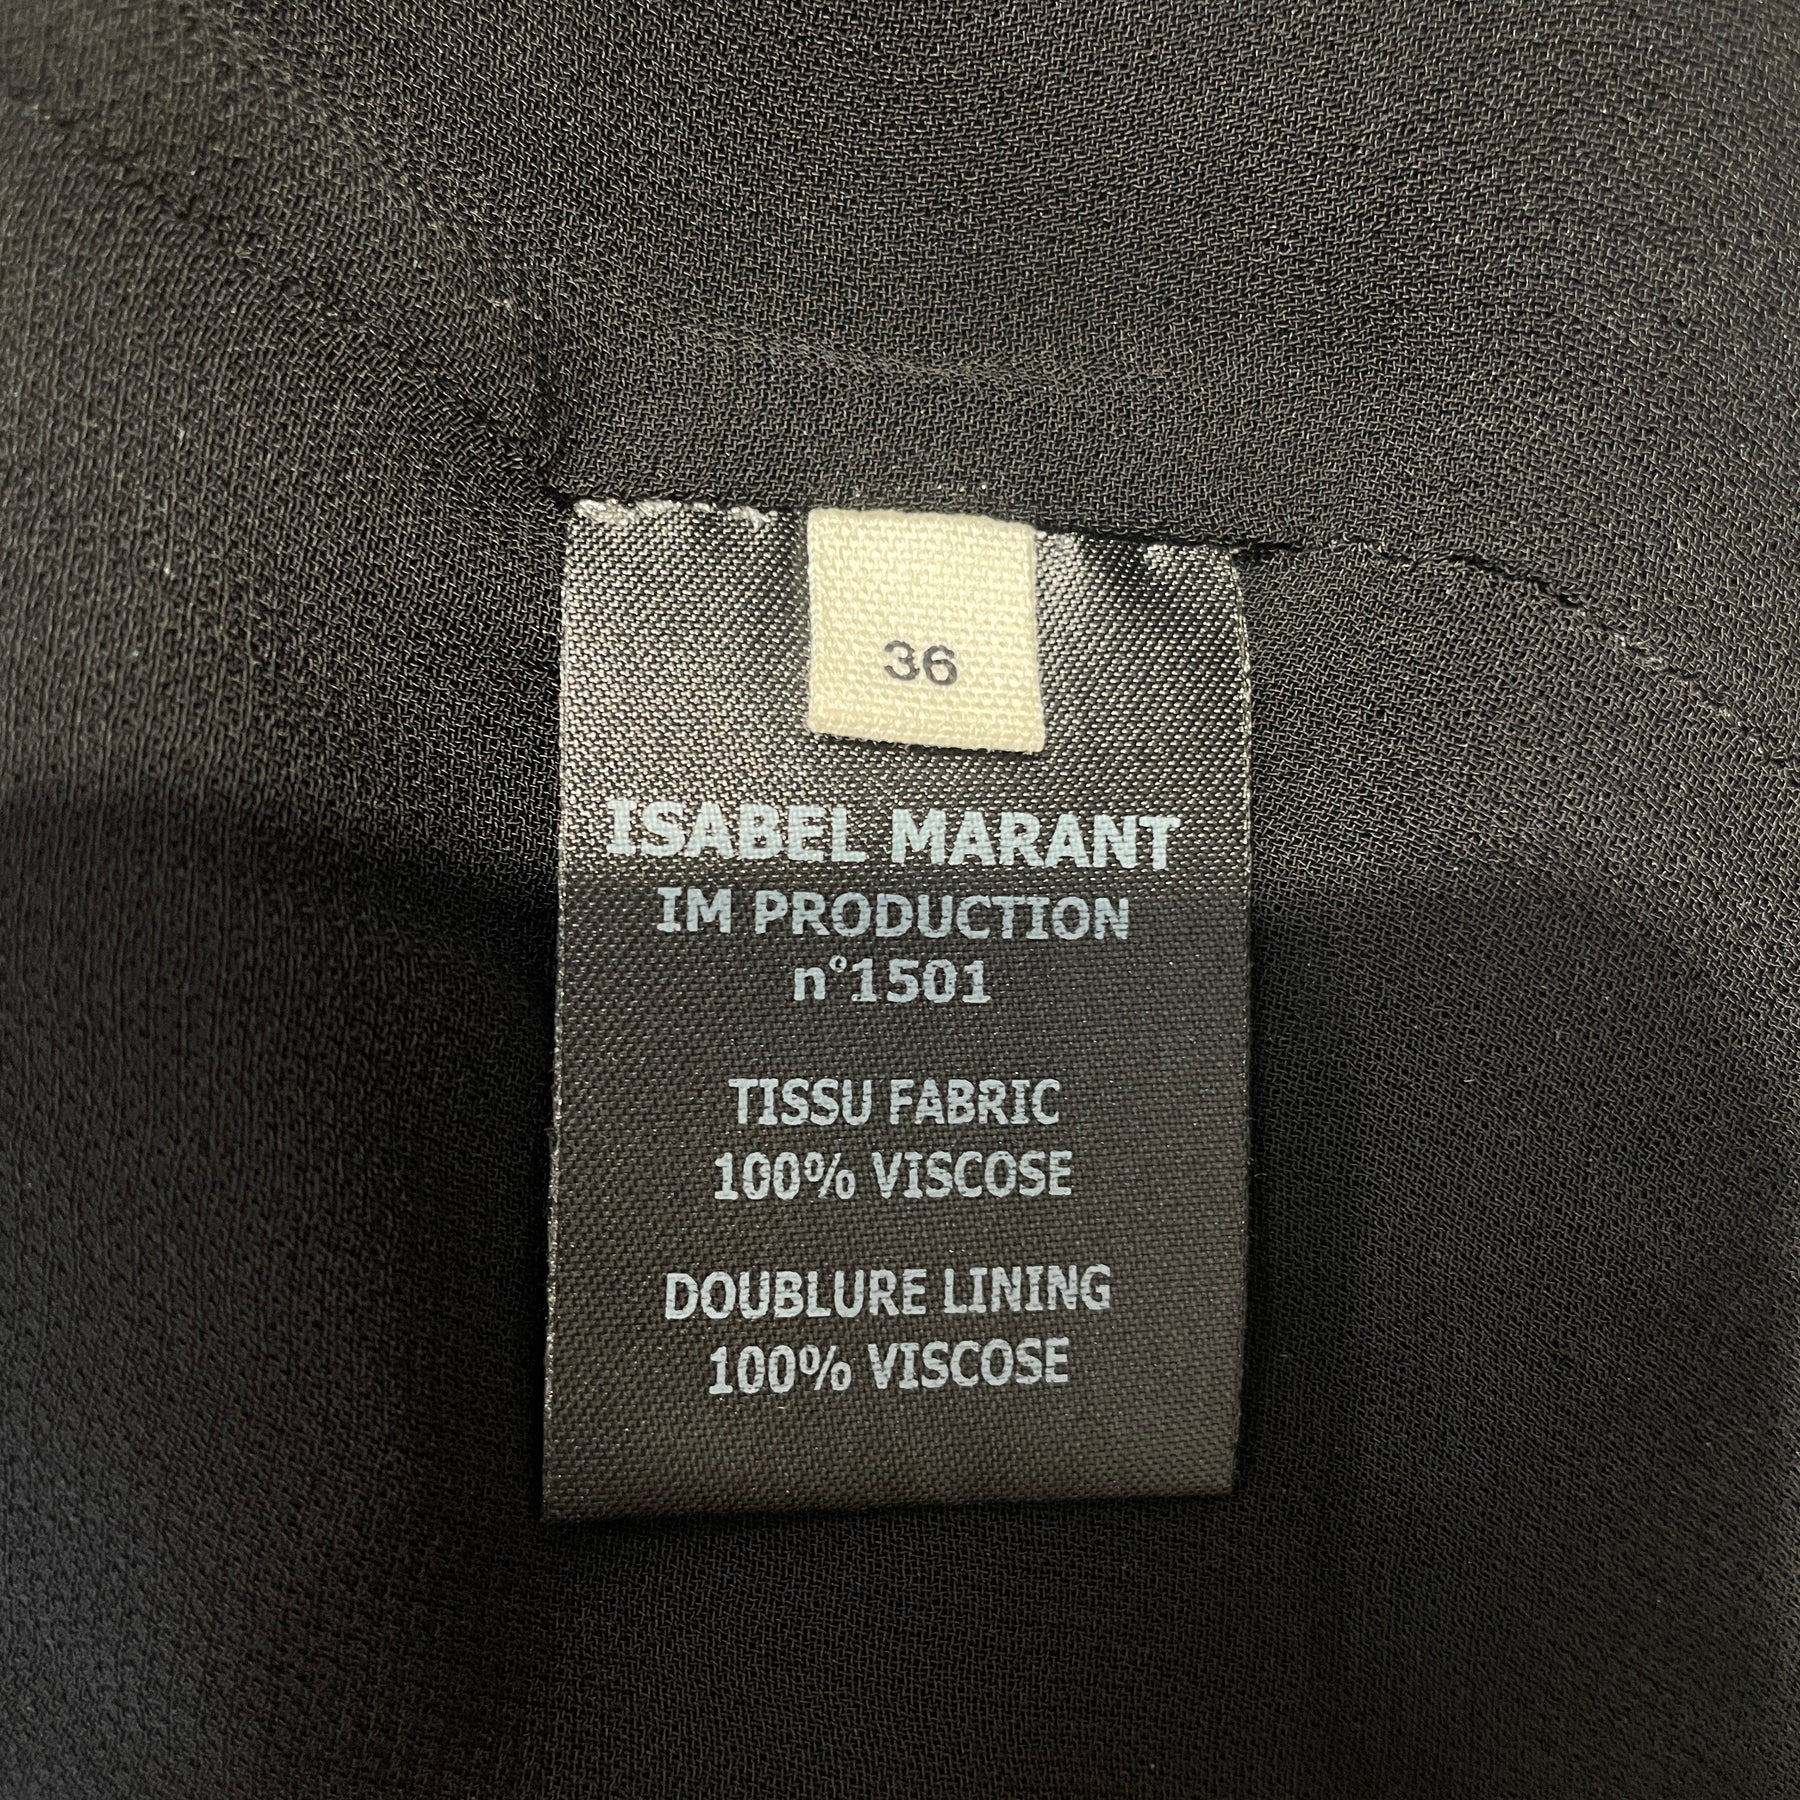 36
ISABEL MARANT
IM PRODUCTION
n°1501
TISSU FABRIC
100% VISCOSE
DOUBLURE LINING
100% VISCOSE